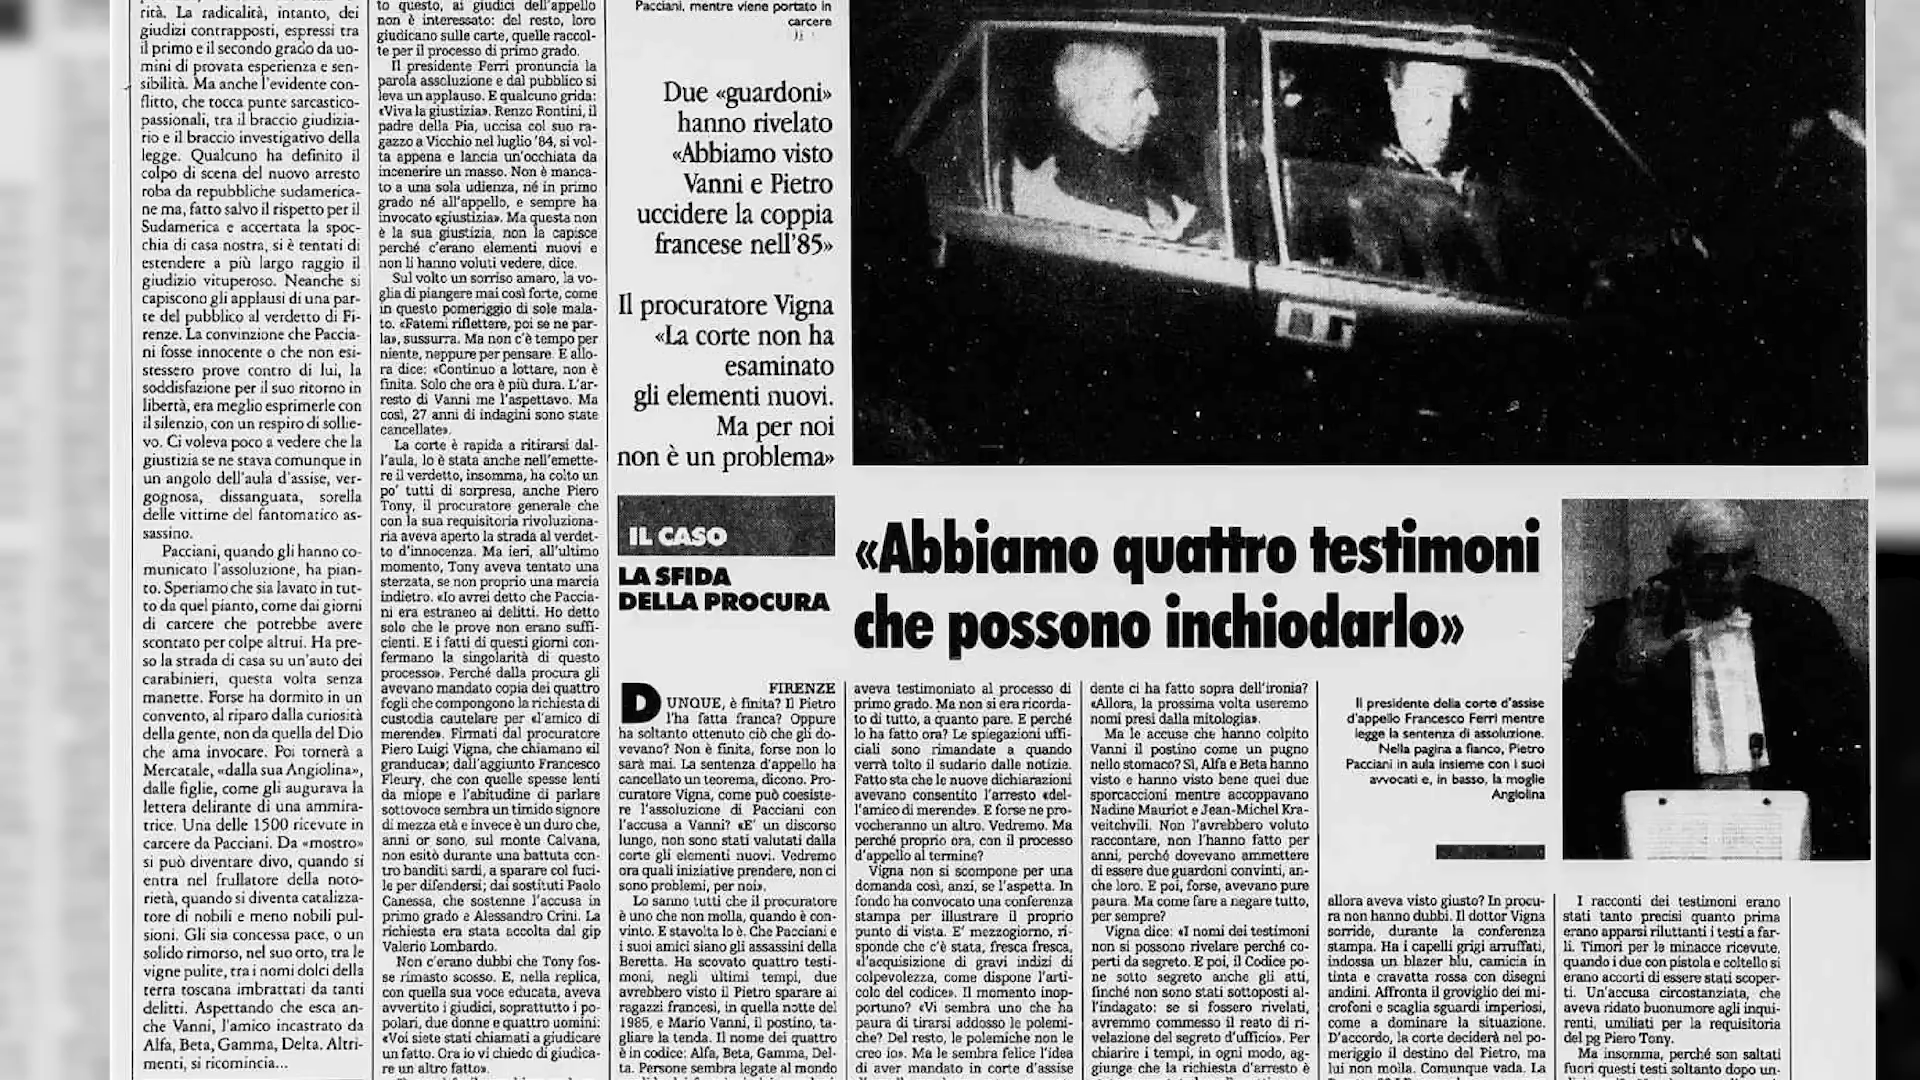 rità. La radicalità, intanto, dei
giudizi contrapposti, espressi tra
il primo e il secondo grado da uo-
mini di provata esperienza e sen-
sibilità. Ma anche l'evidente con-
flitto, che tocca punte sarcastico-
passionali, tra il braccio giudizia-
rio e il braccio investigativo della
legge. Qualcuno ha definito il
colpo di scena del nuovo arresto
roba da repubbliche sudamerica-
ne ma, fatto salvo il rispetto per il
Sudamerica e accertata la spoc-
chia di casa nostra, si è tentati di
estendere a più largo raggio il
giudizio vituperoso. Neanche si
capiscono gli applausi di una par-
te del pubblico al verdetto di Fi-
renze. La convinzione che Paccia-
ni fosse innocente o che non esi-
stessero prove contro di lui, la
soddisfazione per il suo ritorno in
libertà, era meglio esprimerle con
il silenzio, con un respiro di sollie-
vo. Ci voleva poco a vedere che la
giustizia se ne stava comunque in
un angolo dell'aula d'assise, ver-
gognosa, dissanguata, sorella
delle vittime del fantomatico as-
sassino.
Pacciani, quando gli hanno co-
municato l'assoluzione, ha pian-
to. Speriamo che sia lavato in tut-
to da quel pianto, come dai giorni
di carcere che potrebbe avere
scontato per colpe altrui. Ha pre-
so la strada di casa su un'auto dei
carabinieri, questa volta senza
manette. Forse ha dormito in un
convento, al riparo dalla curiosità
della gente, non da quella del Dio
che ama invocare. Poi tornerà a
Mercatale, «dalla sua Angiolina»,
dalle figlie, come gli augurava la
lettera delirante di una ammira-
trice. Una delle 1500 ricevute in
carcere da Pacciani. Da «mostro»
si può diventare divo, quando si
entra nel frullatore della noto-
rietà, quando si diventa catalizza-
tore di nobili e meno nobili pul-
sioni. Gli sia concessa pace, o un
solido rimorso, nel suo orto, tra le
vigne pulite, tra i nomi dolci della
terra toscana imbrattati da tanti
delitti. Aspettando che esca an-
che Vanni, l'amico incastrato da
Alfa, Beta, Gamma, Delta. Altri-
menti, si ricomincia...
to questo, ai giudici dell'appello
non è interessato: del resto, loro
giudicano sulle carte, quelle raccol-
te per il processo di primo grado.
Il presidente Ferri pronuncia la
parola assoluzione e dal pubblico si
leva un applauso. E qualcuno grida:
«Viva la giustizia». Renzo Rontini, il
padre della Pia, uccisa col suo ra-
gazzo a Vicchio nel luglio '84, si vol-
ta appena e lancia un'occhiata da
incenerire un masso. Non è manca-
to a una sola udienza, né in primo
grado né all'appello, e sempre ha
invocato «giustizia». Ma questa non
è la sua giustizia, non la capisce
perché c'erano elementi nuovi e
non li hanno voluti vedere, dice.
Sul volto un sorriso amaro, la vo-
glia di piangere mai così forte, come
in questo pomeriggio di sole mala-
to. «Fatemi riflettere, poi se ne par-
la», sussurra. Ma non c'è tempo per
niente, neppure per pensare. E allo-
ra dice: «Continuo a lottare, non è
finita. Solo che ora è più dura. L'ar-
resto di Vanni me l'aspettavo. Ma
così, 27 anni di indagini sono state
cancellate».
La corte è rapida a ritirarsi dal-
l'aula, lo è stata anche nell'emette-
re il verdetto, insomma, ha colto un
po' tutti di sorpresa, anche Piero
Tony, il procuratore generale che
con la sua requisitoria rivoluziona-
ria aveva aperto la strada al verdet-
to d'innocenza. Ma ieri, all'ultimo
momento, Tony aveva tentato una
sterzata, se non proprio una marcia
indietro. «Io avrei detto che Paccia-
ni era estraneo ai delitti. Ho detto
solo che le prove non erano suffi-
cienti. E i fatti di questi giorni con-
fermano la singolarità di questo
processo». Perché dalla procura gli
avevano mandato copia dei quattro
fogli che compongono la richiesta di
custodia cautelare per «l'amico di
merende». Firmati dal procuratore
Piero Luigi Vigna, che chiamano «il
granduca»; dall'aggiunto Francesco
Fleury, che con quelle spesse lenti
da miope e l'abitudine di parlare
sottovoce sembra un timido signore
di mezza età e invece è un duro che,
anni or sono, sul monte Calvana,
non esitò durante una battuta con-
tro banditi sardi, a sparare col fuci-
le per difendersi; dai sostituti Paolo
Canessa, che sostenne l'accusa in
primo grado e Alessandro Crini. La
richiesta era stata accolta dal gip
Valerio Lombardo.
Non c'erano dubbi che Tony fos-
se rimasto scosso. E, nella replica,
con quella sua voce educata, aveva
avvertito i giudici, soprattutto i po-
polari, due donne e quattro uomini:
«Voi siete stati chiamati a giudicare
un fatto. Ora io vi chiedo di giudica-
re un altro fatto».
Pacciani, mentre viene portato in
carcere
Due «guardoni»
hanno rivelato
«Abbiamo visto
Vanni e Pietro
uccidere la coppia
francese nell'85»
Il procuratore Vigna
«La corte non ha
esaminato
gli elementi nuovi.
Ma per noi
non è un problema»
IL CASO
LA SFIDA
DELLA PROCURA
«Abbiamo quattro testimoni
che possono inchiodarlo»
FIRENZE
DUNQUE, è finita? Il Pietro
l'ha fatta franca? Oppure
ha soltanto ottenuto ciò che gli do-
vevano? Non è finita, forse non lo
sarà mai. La sentenza d'appello ha
cancellato un teorema, dicono. Pro-
curatore Vigna, come può coesiste-
re l'assoluzione di Pacciani con
l'accusa a Vanni? «E' un discorso
lungo, non sono stati valutati dalla
corte gli elementi nuovi. Vedremo
ora quali iniziative prendere, non ci
sono problemi, per noi».
Lo sanno tutti che il procuratore
è uno che non molla, quando è con-
vinto. E stavolta lo è. Che Pacciani e
i suoi amici siano gli assassini della
Beretta. Ha scovato quattro testi-
moni, negli ultimi tempi, due
avrebbero visto il Pietro sparare ai
ragazzi francesi, in quella notte del
1985, e Mario Vanni, il postino, ta-
gliare la tenda. Il nome dei quattro
è in codice: Alfa, Beta, Gamma, Del-
ta. Persone sembra legate al mondo
aveva testimoniato al processo di
primo grado. Ma non si era ricorda-
to di tutto, a quanto pare. E perché
lo ha fatto ora? Le spiegazioni uffi-
ciali sono rimandate a quando
verrà tolto il sudario dalle notizie.
Fatto sta che le nuove dichiarazioni
avevano consentito l'arresto «del-
l'amico di merende». E forse ne pro-
vocheranno un altro. Vedremo. Ma
perché proprio ora, con il processo
d'appello al termine?
Vigna non si scompone per una
domanda così, anzi, se l'aspetta. In
fondo ha convocato una conferenza
stampa per illustrare il proprio
punto di vista. E' mezzogiorno, ri-
sponde che c'è stata, fresca fresca,
«l'acquisizione di gravi indizi di
colpevolezza, come dispone l'arti-
colo del codice». Il momento inop-
portuno? «Vi sembra uno che ha
paura di tirarsi addosso le polemi-
che? Del resto, le polemiche non le
creo io». Ma le sembra felice l'idea
di aver mandato in corte d'assise
dente ci ha fatto sopra dell'ironia?
«Allora, la prossima volta useremo
nomi presi dalla mitologia».
Ma le accuse che hanno colpito
Vanni il postino come un pugno
nello stomaco? Sì, Alfa e Beta hanno
visto e hanno visto bene quei due
sporcaccioni mentre accoppavano
Nadine Mauriot e Jean-Michel Kra-
veitchvili. Non l'avrebbero voluto
raccontare, non l'hanno fatto per
anni, perché dovevano ammettere
di essere due guardoni convinti, an-
che loro. E poi, forse, avevano pure
paura. Ma come fare a negare tutto,
per sempre?
Vigna dice: «I nomi dei testimoni
non si possono rivelare perché co-
perti da segreto. E poi, il Codice po-
ne sotto segreto anche gli atti,
finché non sono stati sottoposti al-
l'indagato: se si fossero rivelati,
avremmo commesso il reato di ri-
velazione del segreto d'ufficio». Per
chiarire i tempi, in ogni modo, ag-
giunge che la richiesta d'arresto è
Il presidente della corte d'assise
d'appello Francesco Ferri mentre
legge la sentenza di assoluzione.
Nella pagina a fianco, Pietro
Pacciani in aula insieme con i suoi
avvocati e, in basso, la moglie
Angiolina
allora aveva visto giusto? In procu-
ra non hanno dubbi. Il dottor Vigna
sorride, durante la conferenza
stampa. Ha i capelli grigi arruffati,
indossa un blazer blu, camicia in
tinta e cravatta rossa con disegni
andini. Affronta il groviglio dei mi-
crofoni e scaglia sguardi imperiosi,
come a dominare la situazione.
D'accordo, la corte deciderà nel po-
meriggio il destino del Pietro, ma
lui non molla. Comunque vada. La
I racconti dei testimoni erano
stati tanto precisi quanto prima
erano apparsi riluttanti i testi a far-
li. Timori per le minacce ricevute,
quando i due con pistola e coltello si
erano accorti di essere stati scoper-
ti. Un'accusa circostanziata, che
aveva ridato buonumore agli inqui-
renti, umiliati per la requisitoria
del pg Piero Tony.
Ma insomma, perché son saltati
fuori questi testi soltanto dopo un-